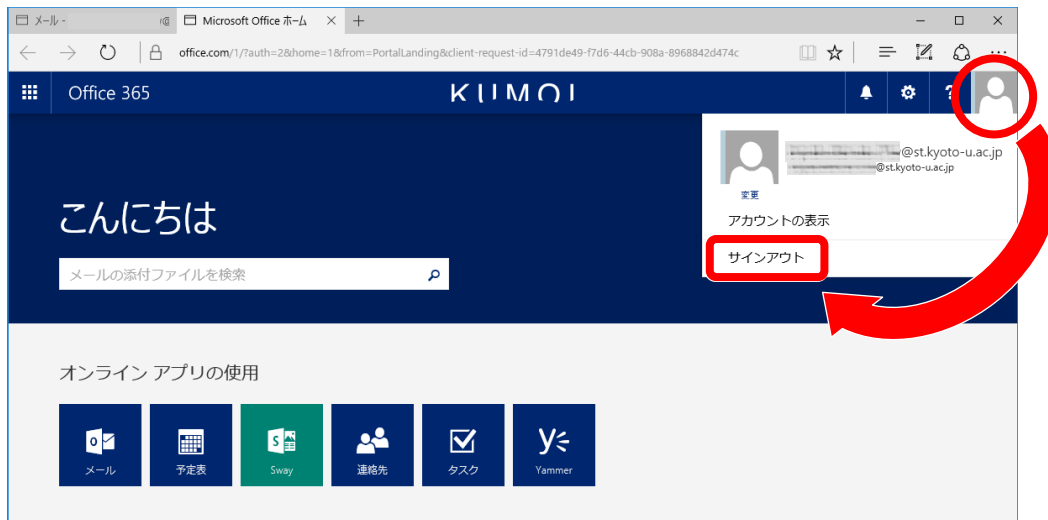 メール -
Microsoft Office ホーム
office.com/1/?auth=2&home=1&from=PortalLanding&client-request-id=4791de49-f7d6-44cb-908a-8968842d474c
Office 365
KUMOI
?
@st.kyoto-u.ac.jp
@st.kyoto-u.ac.jp
変更
アカウントの表示
サインアウト
こんにちは
メールの添付ファイルを検索
オンライン アプリの使用
メール
予定表
Sway
連絡先
タスク
Yammer